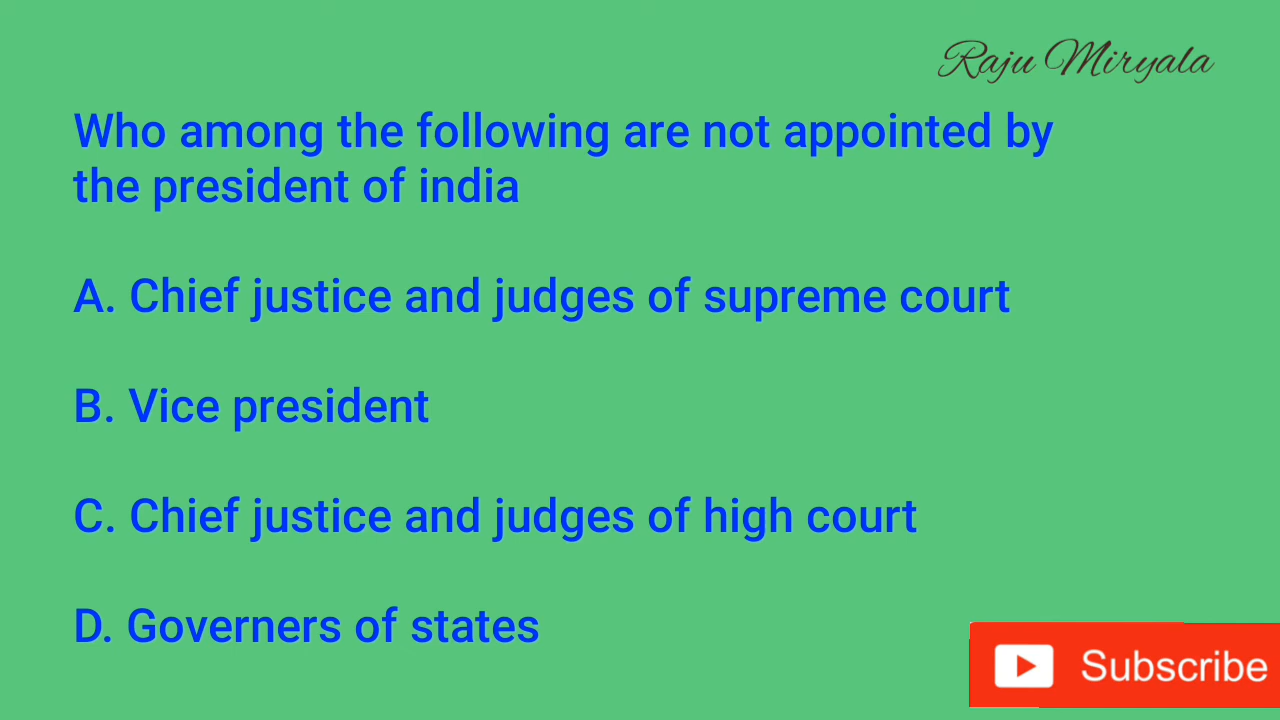 Raju Miryala
Who among the following are not appointed by
the president of india
A. Chief justice and judges of supreme court
B. Vice president
C. Chief justice and judges of high court
D. Governers of states
Subscribe